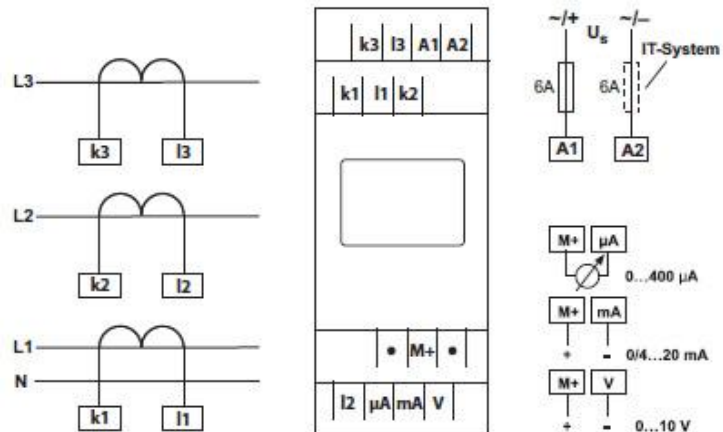 L3
k3 l3
L2
k2 l2
L1
N
k1 l1
k3 l3 A1 A2
k1 l1 k2
• M+ •
l2 µA mA V
~/+ Us ~/–
IT-System
6A 6A
A1 A2
M+ µA
0...400 µA
M+ mA
+ - 0/4...20 mA
M+ V
+ - 0...10 V